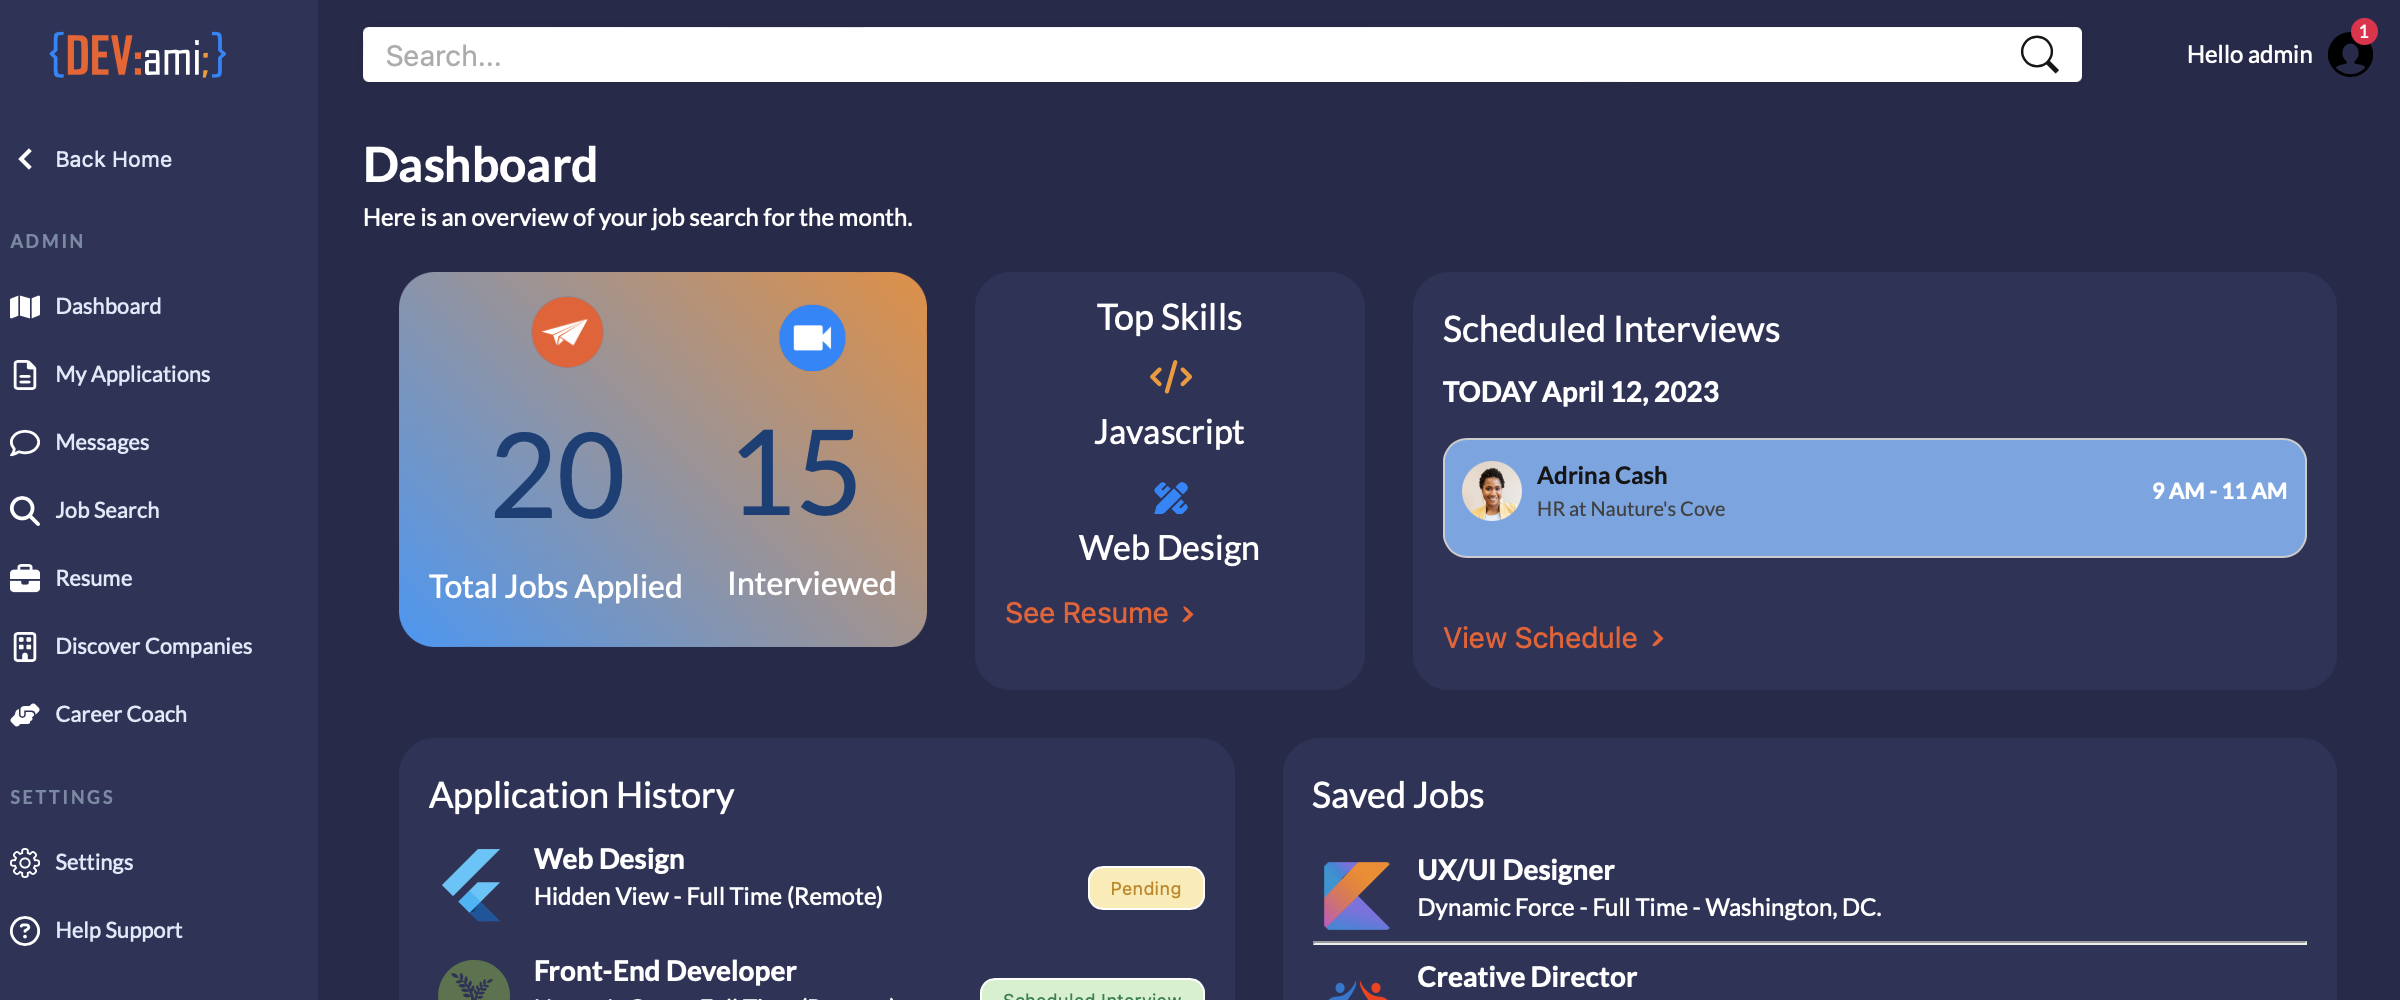 {DEV:ami;}
Search...
Hello admin
1
Back Home
ADMIN
Dashboard
My Applications
Messages
Job Search
Resume
Discover Companies
Career Coach
SETTINGS
Settings
Help Support
Dashboard
Here is an overview of your job search for the month.
20
Total Jobs Applied
15
Interviewed
Top Skills
Javascript
Web Design
See Resume
Scheduled Interviews
TODAY April 12, 2023
Adrina Cash
HR at Nauture's Cove
9 AM - 11 AM
View Schedule
Application History
Web Design
Hidden View - Full Time (Remote)
Pending
Front-End Developer
Scheduled Interview
Saved Jobs
UX/UI Designer
Dynamic Force - Full Time - Washington, DC.
Creative Director